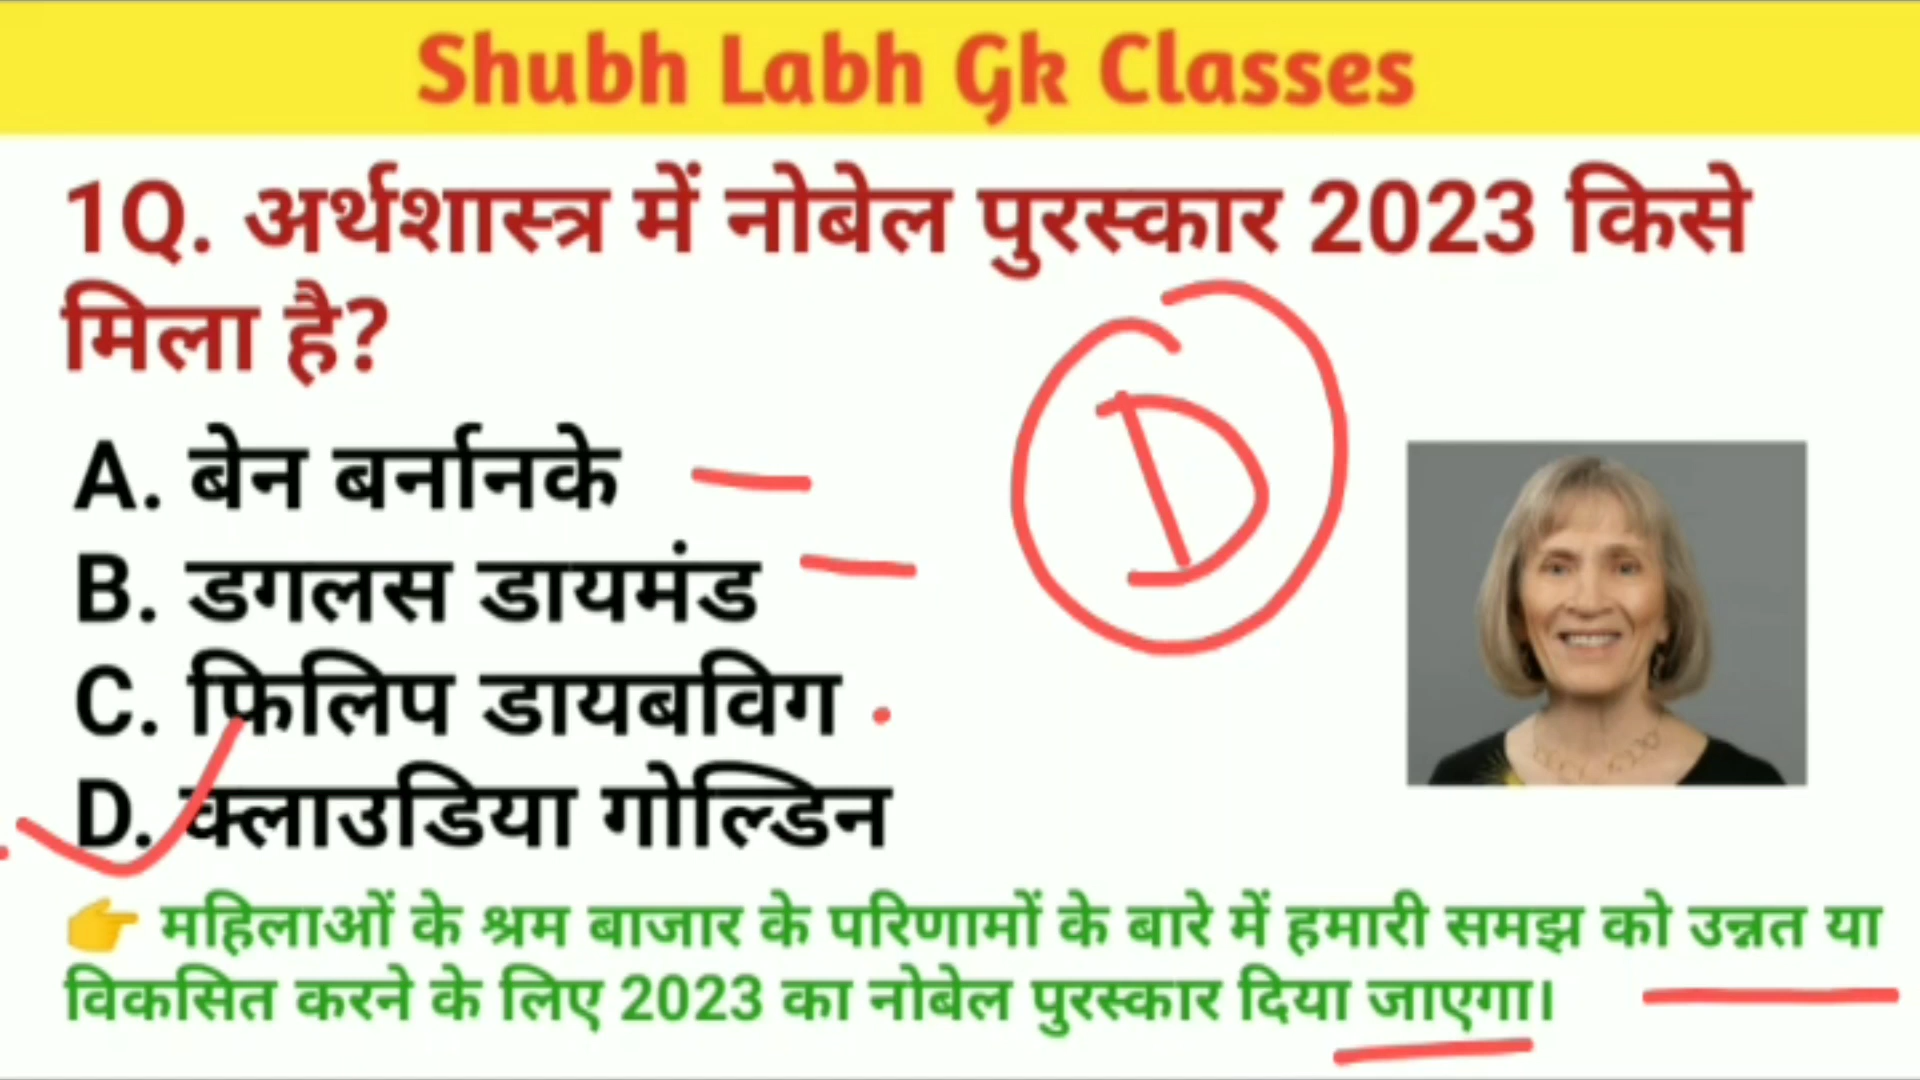 Shubh Labh Gk Classes
1Q. अर्थशास्त्र में नोबेल पुरस्कार 2023 किसे
मिला है?
D
A. बेन बर्नानके
B. डगलस डायमंड
C. फिलिप डायबविग
D. क्लाउडिया गोल्डिन
👉 महिलाओं के श्रम बाजार के परिणामों के बारे में हमारी समझ को उन्नत या
विकसित करने के लिए 2023 का नोबेल पुरस्कार दिया जाएगा।